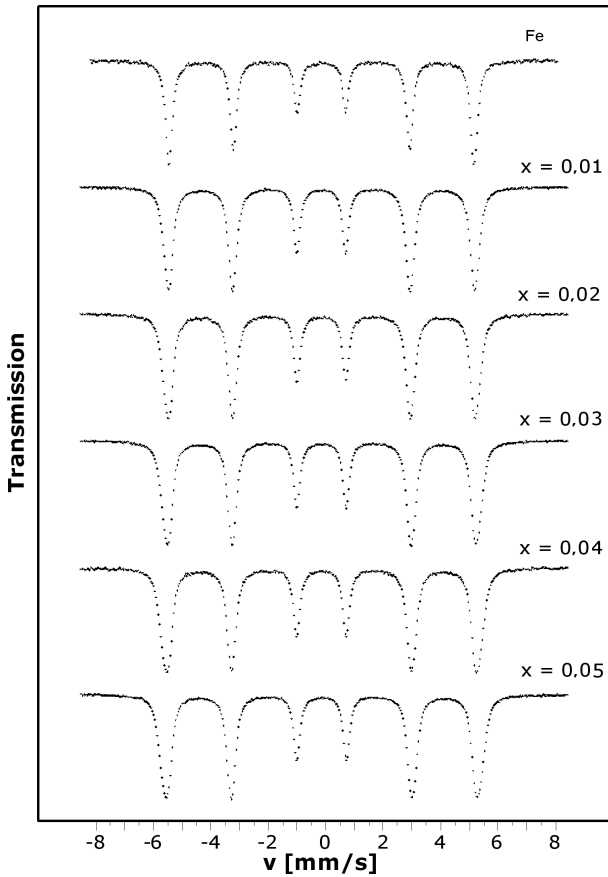 Fe
x = 0,01
x = 0,02
x = 0,03
x = 0,04
x = 0,05
Transmission
-8 -6 -4 -2 0 2 4 6 8
v [mm/s]